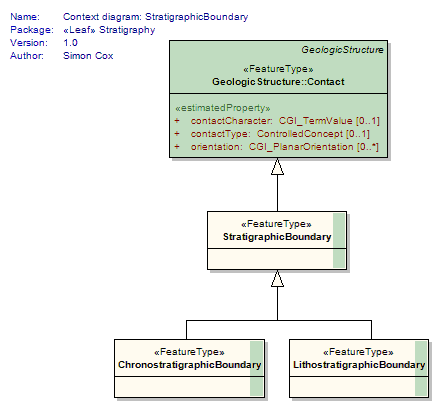 Name: Context diagram: StratigraphicBoundary
Package: «Leaf» Stratigraphy
Version: 1.0
Author: Simon Cox
GeologicStructure
«FeatureType»
GeologicStructure::Contact
«estimatedProperty»
+ contactCharacter: CGI_TermValue [0..1]
+ contactType: ControlledConcept [0..1]
+ orientation: CGI_PlanarOrientation [0..*]
«FeatureType»
StratigraphicBoundary
«FeatureType»
ChronostratigraphicBoundary
«FeatureType»
LithostratigraphicBoundary